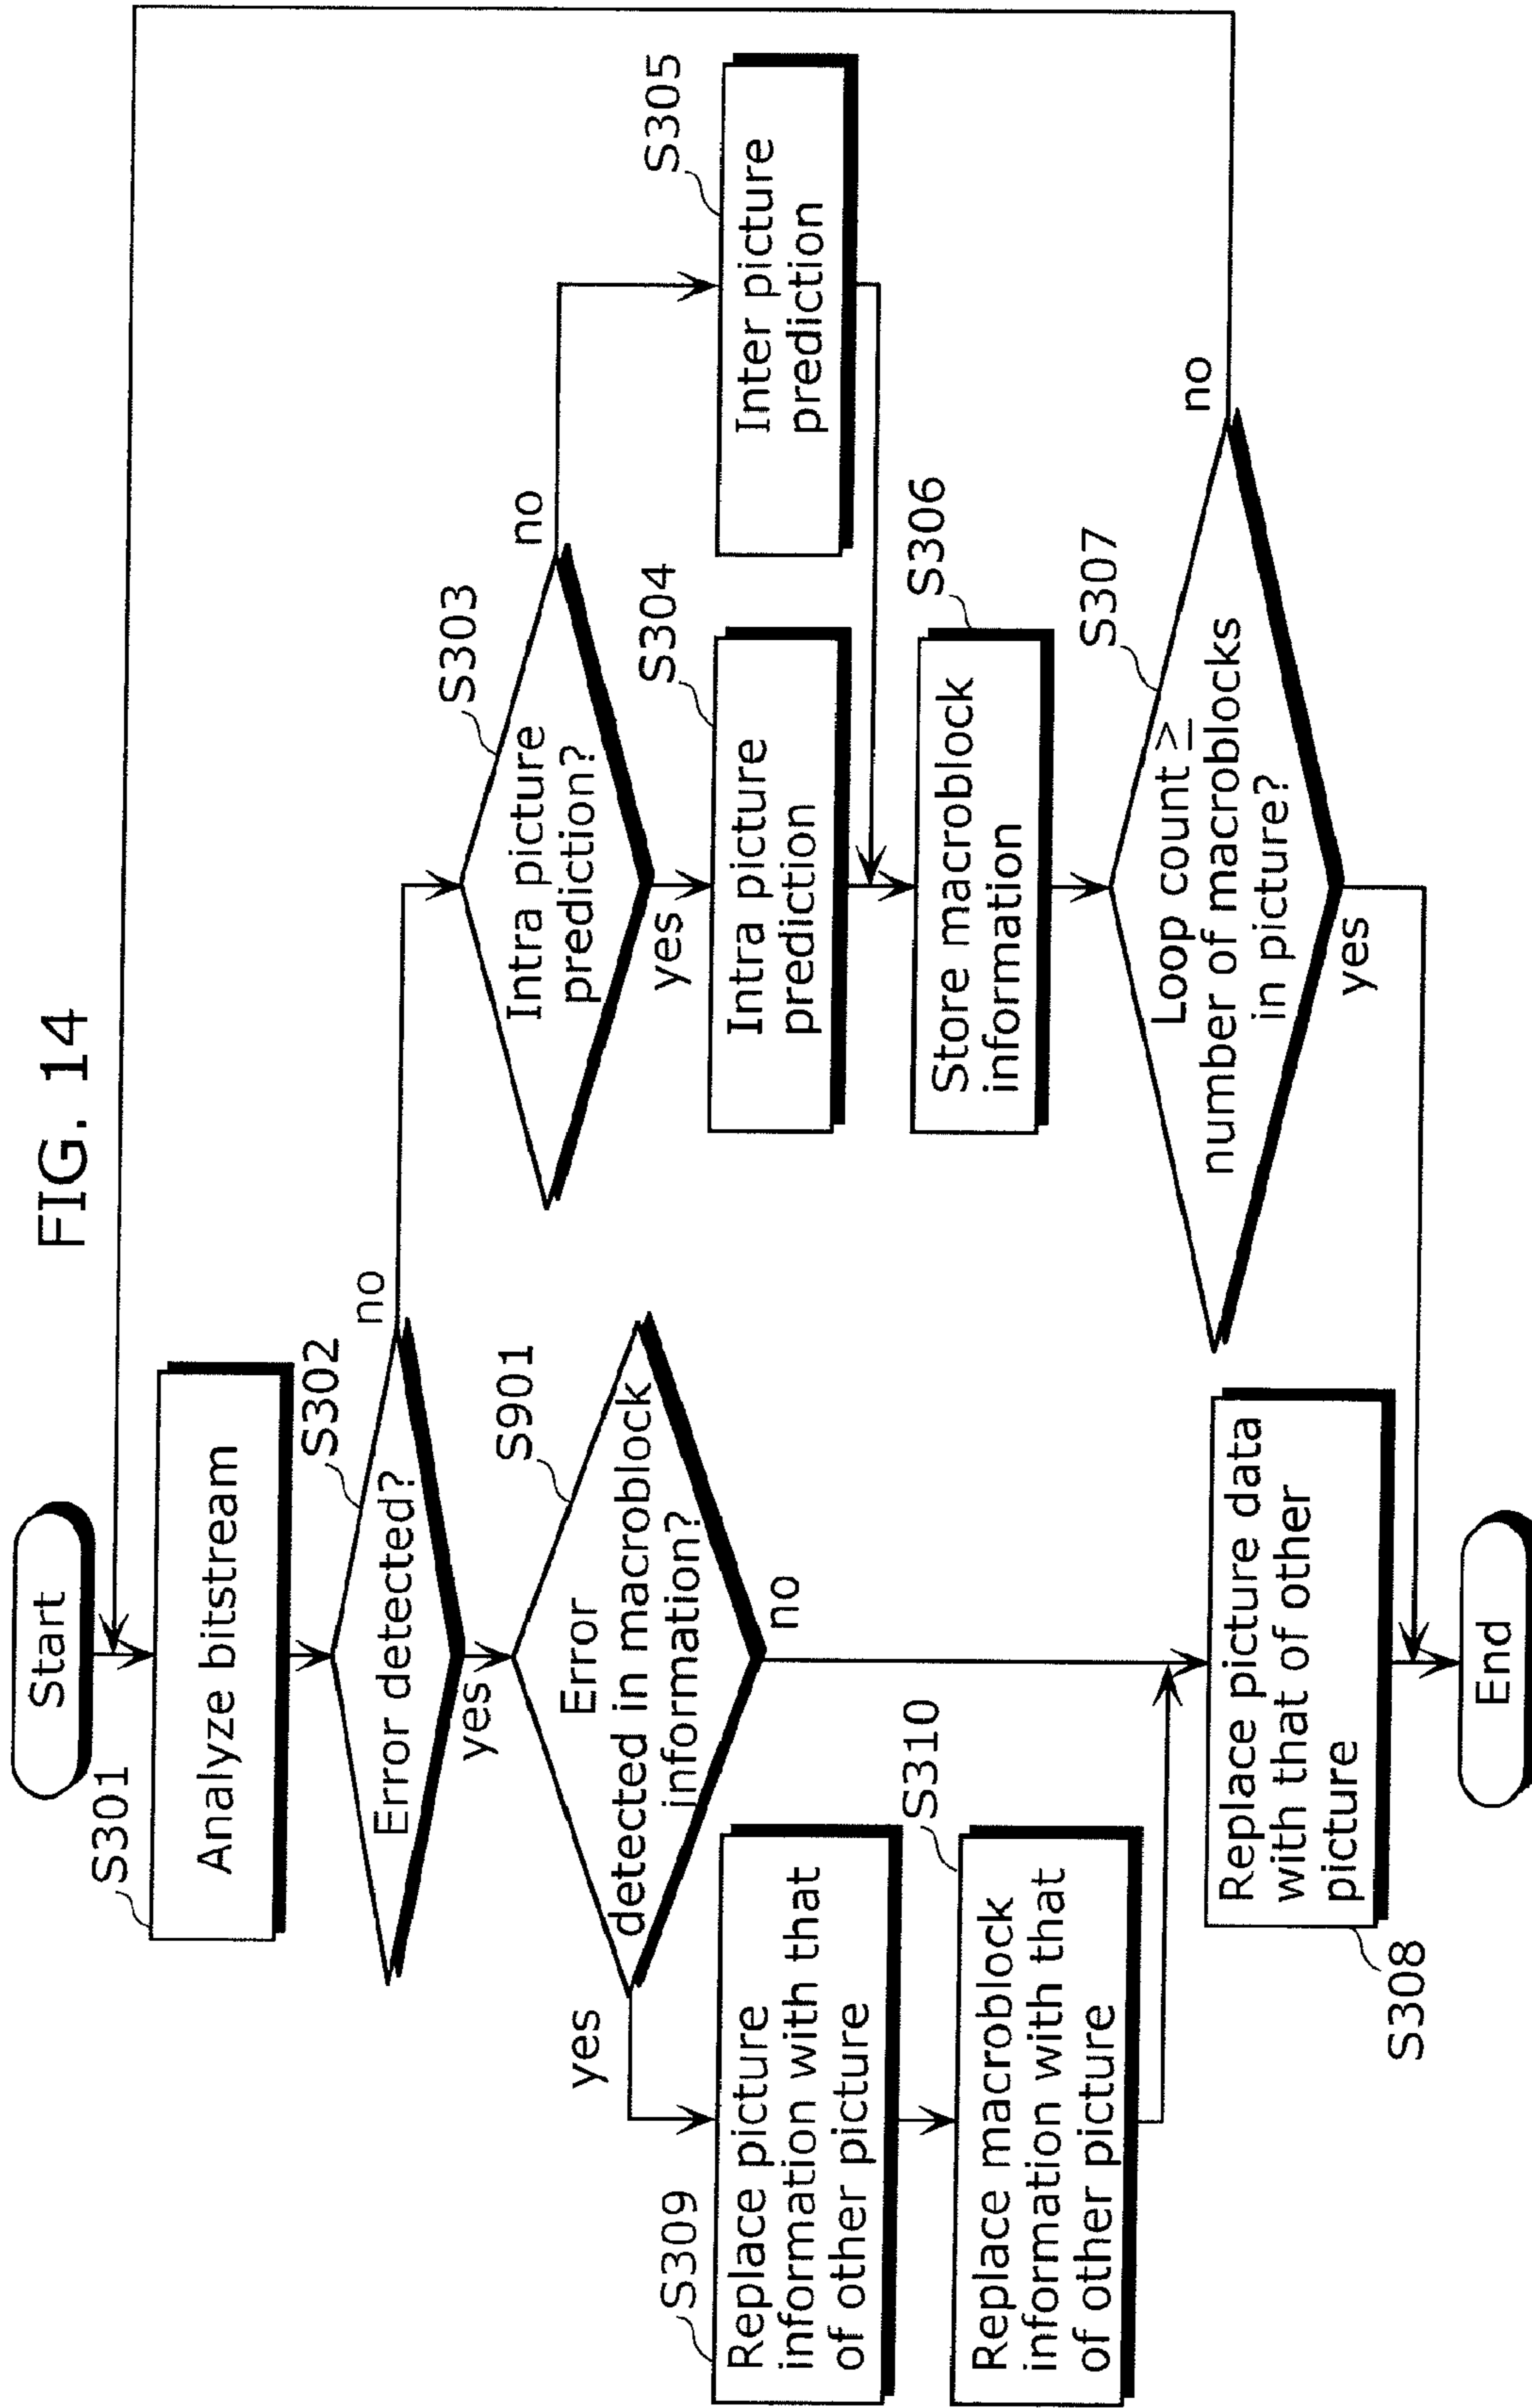 FIG. 14
Start
S301
Analyze bitstream
S302
Error detected?
no
yes
S901
Error
detected in macroblock
information?
yes
no
S309
Replace picture
information with that
of other picture
S310
Replace macroblock
information with that
of other picture
S308
Replace picture data
with that of other
picture
End
S303
Intra picture
prediction?
no
yes
S304
Intra picture
prediction
S305
Inter picture
prediction
S306
Store macroblock
information
S307
Loop count ≥
number of macroblocks
in picture?
no
yes